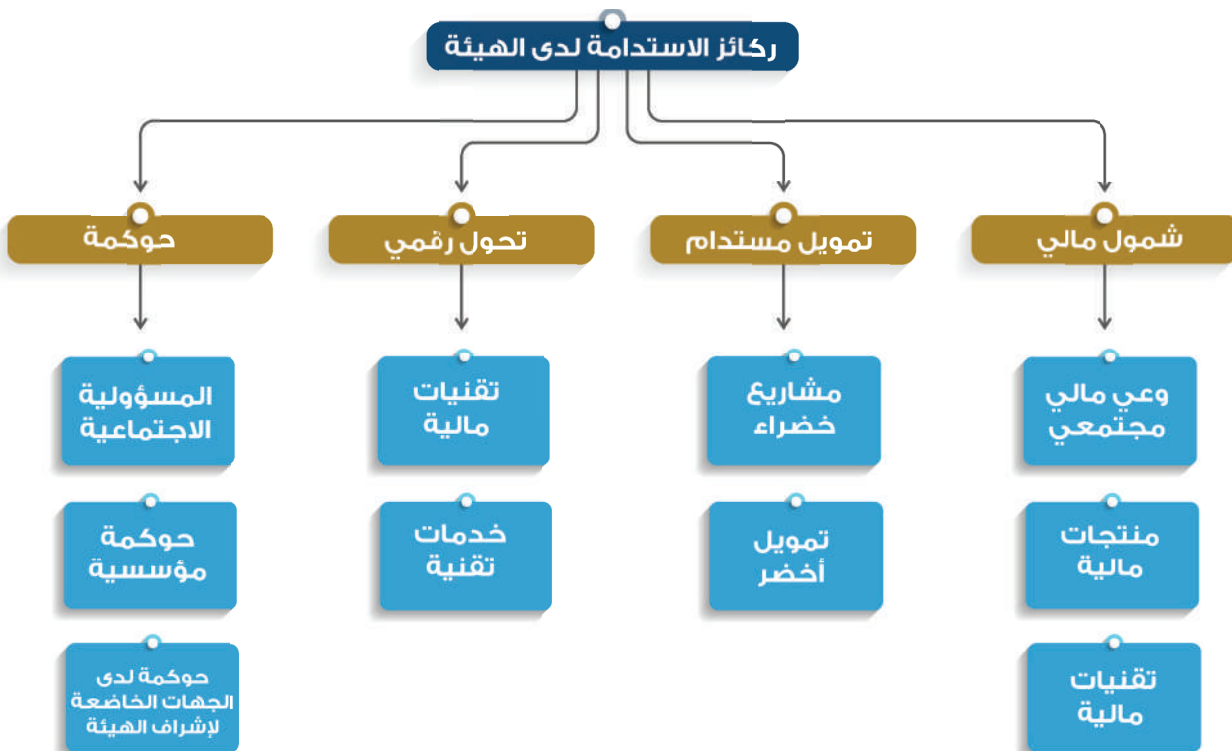 ركائز الاستدامة لدى الهيئة
شمول مالي
تمويل مستدام
تحول رقمي
حوكمة
وعي مالي
مجتمعي
منتجات
مالية
تقنيات
مالية
مشاريع
خضراء
تمويل
أخضر
تقنيات
مالية
خدمات
تقنية
المسؤولية
الاجتماعية
حوكمة
مؤسسية
حوكمة لدى
الجهات الخاضعة
لإشراف الهيئة